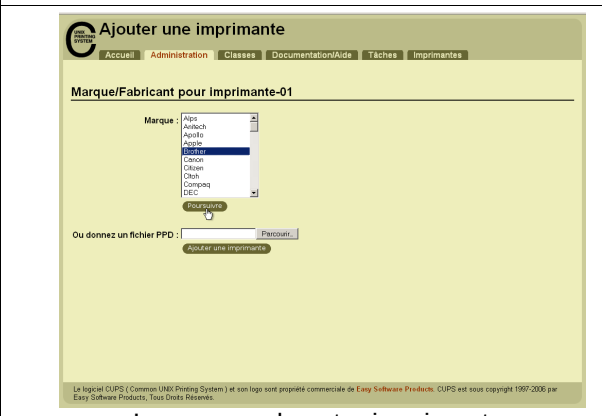 UNIX
PRINTING
SYSTEM
Ajouter une imprimante
Accueil Administration Classes Documentation/Aide Tâches Imprimantes
Marque/Fabricant pour imprimante-01
Marque :
Alps
Anitech
Apollo
Apple
Brother
Canon
Citizen
CItoh
Compaq
DEC
Poursuivre
Ou donnez un fichier PPD : Parcourir...
Ajouter une imprimante
Le logiciel CUPS ( Common UNIX Printing System ) et son logo sont propriété commerciale de Easy Software Products. CUPS est sous copyright 1997-2006 par
Easy Software Products, Tous Droits Réservés.